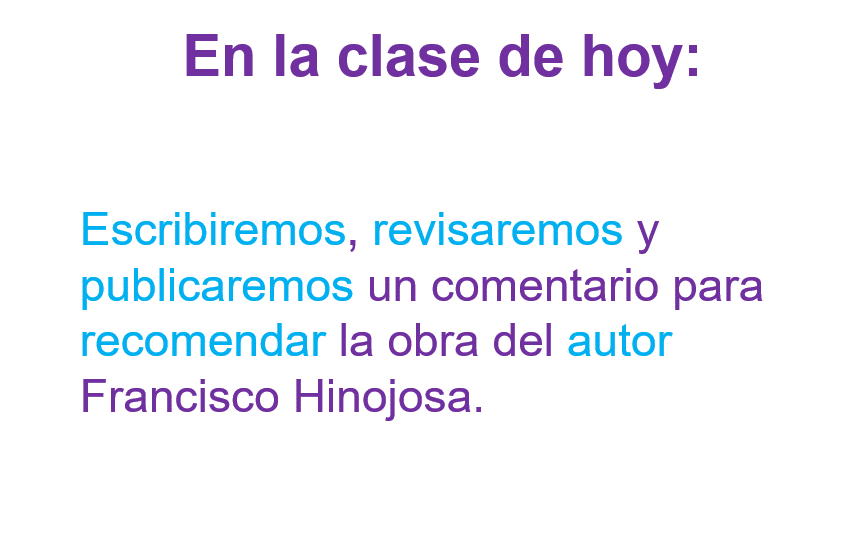 En la clase de hoy:
Escribiremos, revisaremos y
publicaremos un comentario para
recomendar la obra del autor
Francisco Hinojosa.